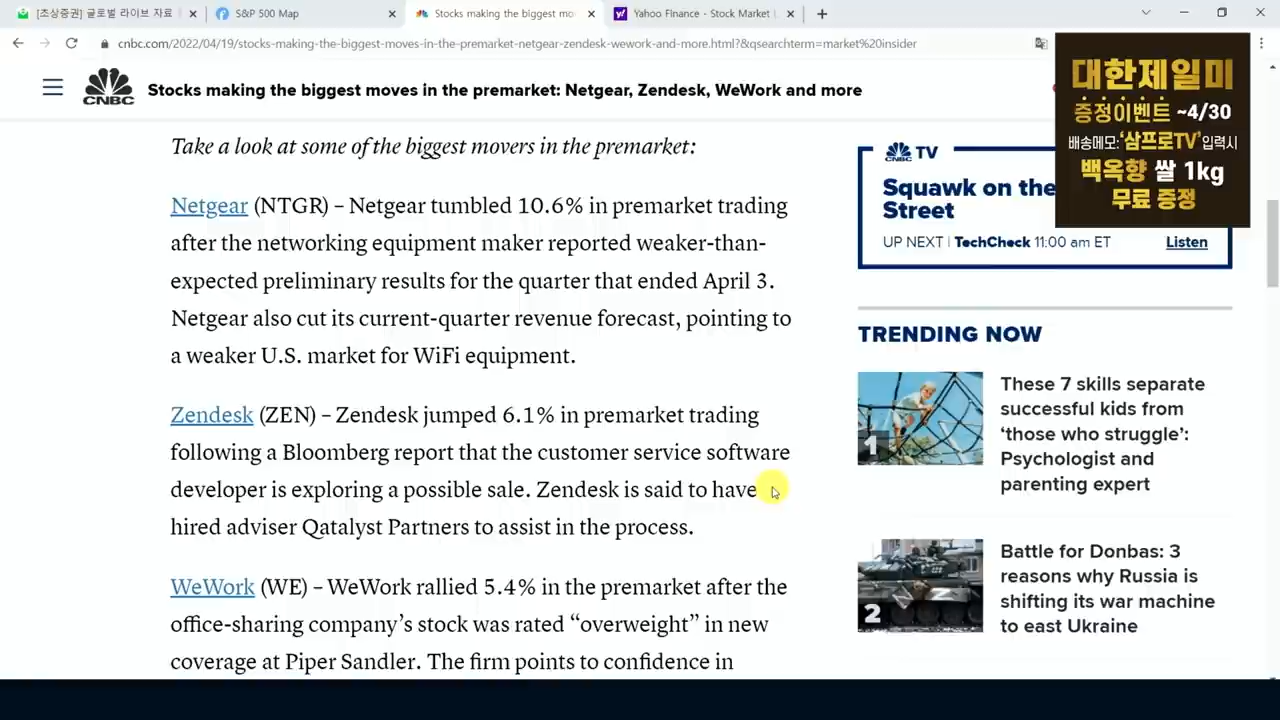 [초상증권] 글로벌 라이브 자료
S&P 500 Map
Stocks making the biggest mo
Yahoo Finance - Stock Market L
cnbc.com/2022/04/19/stocks-making-the-biggest-moves-in-the-premarket-netgear-zendesk-wework-and-more.html?&qsearchterm=market%20insider
CNBC
Stocks making the biggest moves in the premarket: Netgear, Zendesk, WeWork and more
대한제일미
증정이벤트 ~4/30
배송메모:'삼프로TV'입력시
백옥향 쌀 1kg
무료 증정
Take a look at some of the biggest movers in the premarket:
Netgear (NTGR) – Netgear tumbled 10.6% in premarket trading
after the networking equipment maker reported weaker-than-
expected preliminary results for the quarter that ended April 3.
Netgear also cut its current-quarter revenue forecast, pointing to
a weaker U.S. market for WiFi equipment.
Zendesk (ZEN) – Zendesk jumped 6.1% in premarket trading
following a Bloomberg report that the customer service software
developer is exploring a possible sale. Zendesk is said to have
hired adviser Qatalyst Partners to assist in the process.
WeWork (WE) – WeWork rallied 5.4% in the premarket after the
office-sharing company's stock was rated “overweight” in new
coverage at Piper Sandler. The firm points to confidence in
CNBC TV
Squawk on the
Street
UP NEXT | TechCheck 11:00 am ET
Listen
TRENDING NOW
1
These 7 skills separate
successful kids from
‘those who struggle’:
Psychologist and
parenting expert
2
Battle for Donbas: 3
reasons why Russia is
shifting its war machine
to east Ukraine